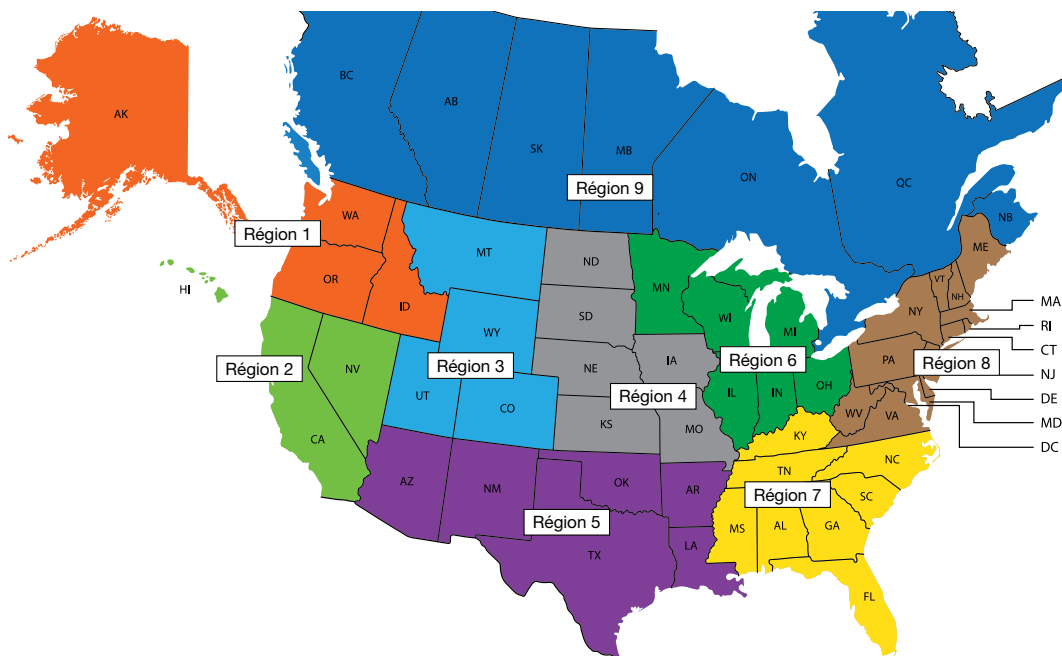 AK
BC
AB
SK
MB
ON
QC
NB
Région 9
WA
Région 1
OR
ID
HI
MT
WY
UT
CO
Région 3
ND
SD
NE
KS
IA
MO
Région 4
MN
WI
MI
IL
IN
OH
Région 6
ME
VT
NH
NY
PA
WV
VA
Région 8
MA
RI
CT
NJ
DE
MD
DC
Région 2
NV
CA
AZ
NM
OK
TX
AR
LA
Région 5
KY
TN
NC
SC
MS
AL
GA
FL
Région 7